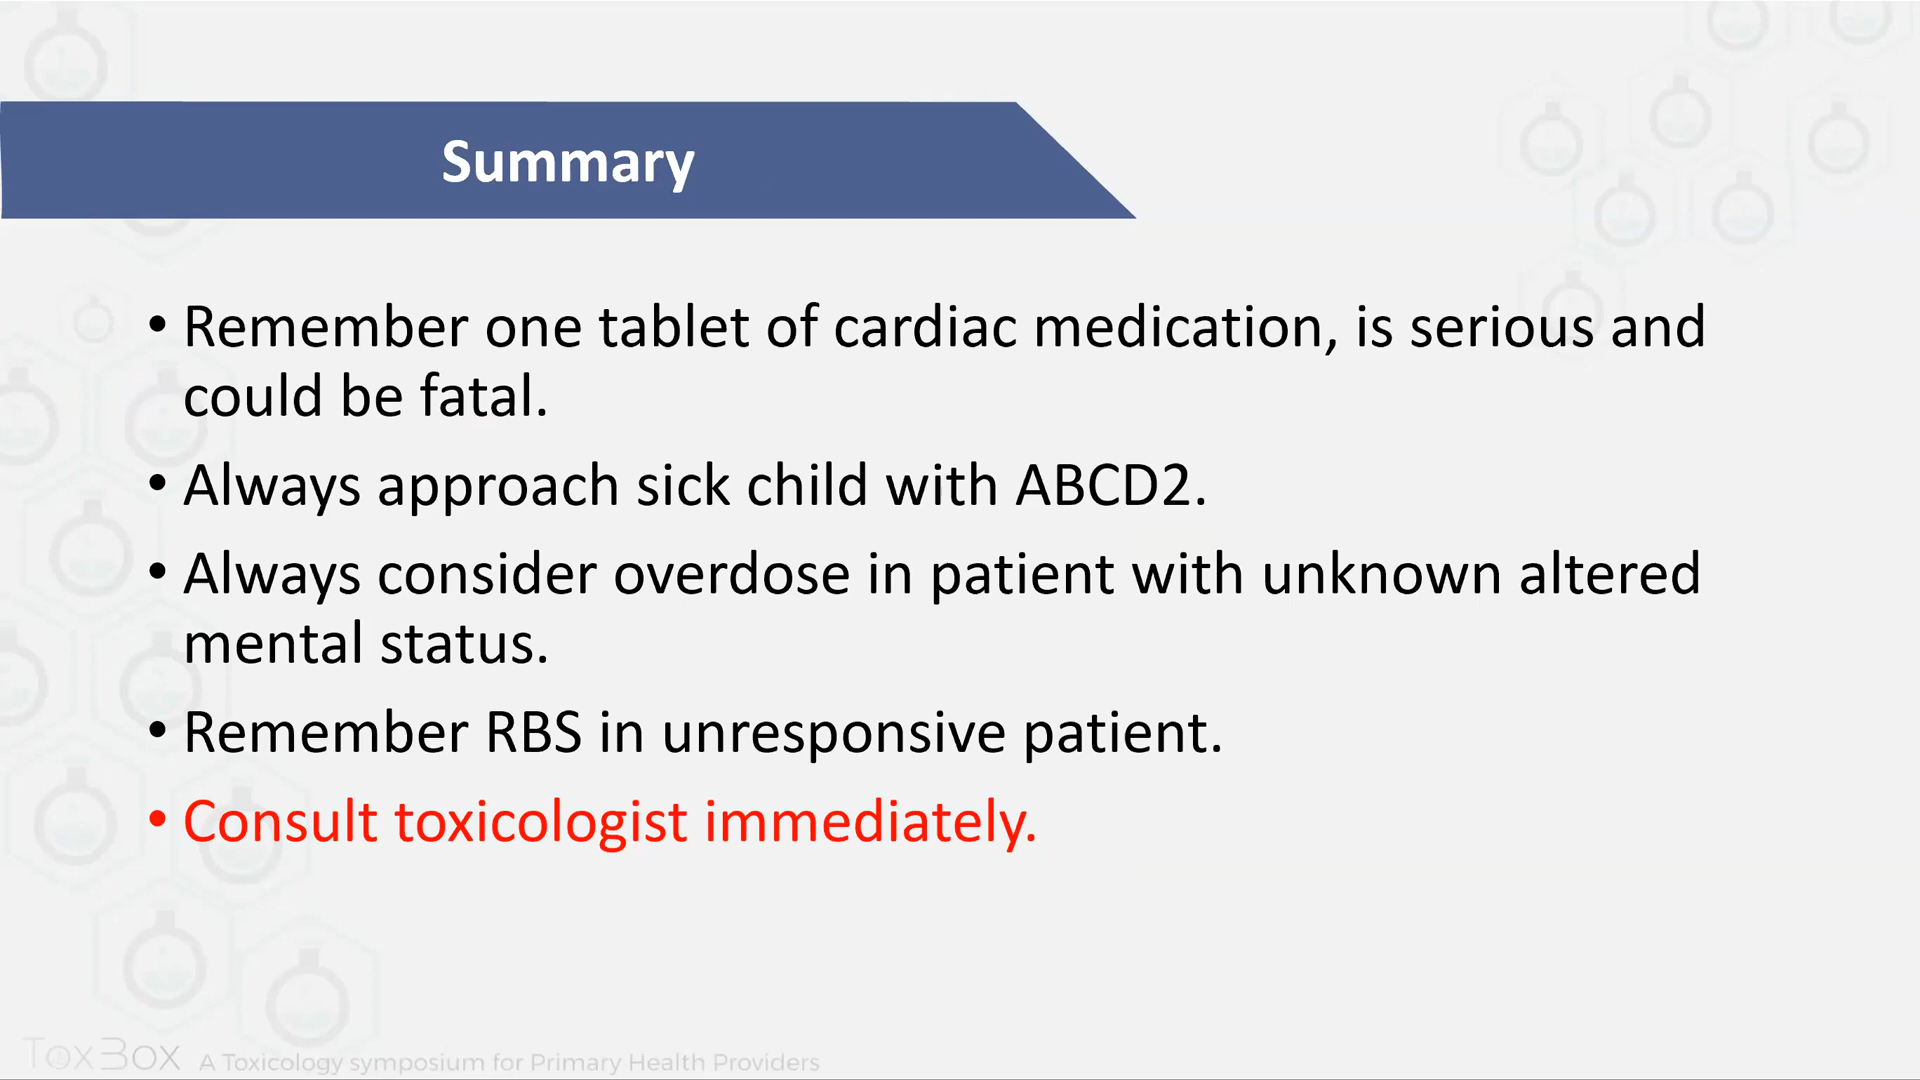 Summary
• Remember one tablet of cardiac medication, is serious and
could be fatal.
• Always approach sick child with ABCD2.
• Always consider overdose in patient with unknown altered
mental status.
• Remember RBS in unresponsive patient.
• Consult toxicologist immediately.
ToxBox A Toxicology symposium for Primary Health Providers